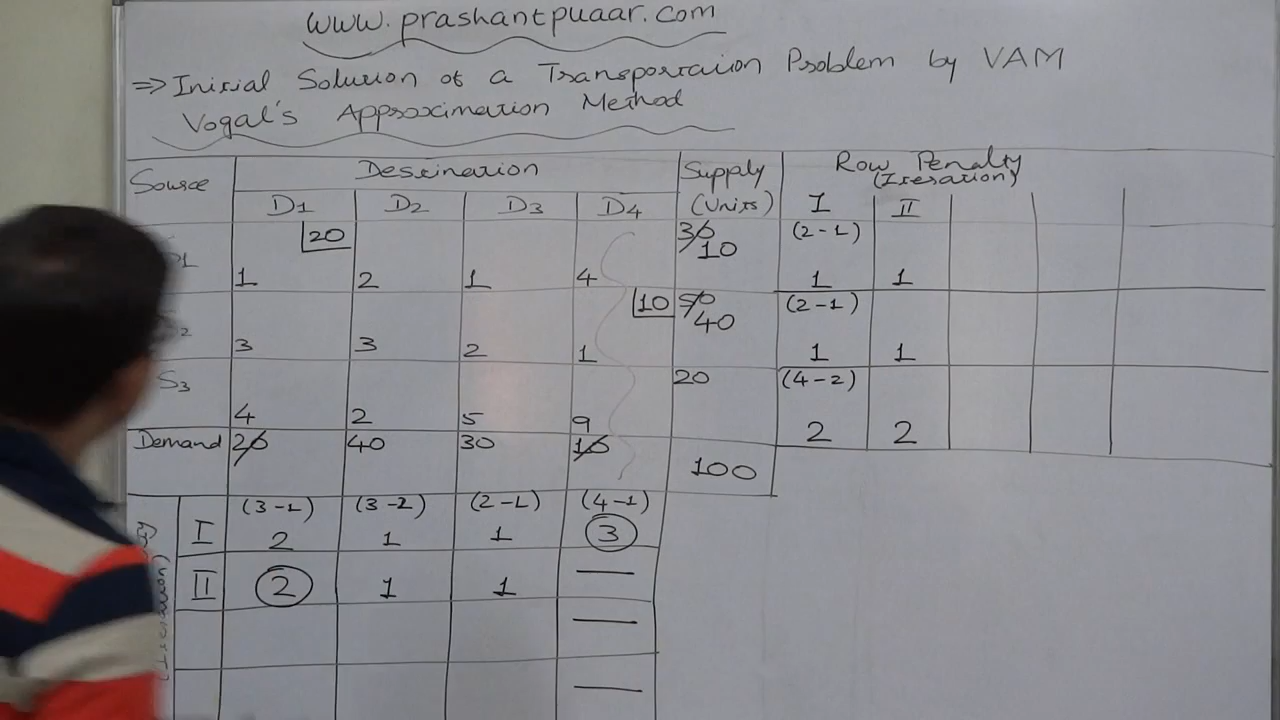 www.prashantpuaar.com
⇒ Initial Solution of a Transportaion Problem by VAM
Vogal's Approximation Method
Source Destination Supply (Units) Row Penalty (Iteration)
D1 D2 D3 D4 I II
20 30 10 (2-1)
1 2 1 4 1 1
10 50 40 (2-1)
3 3 2 1 1 1
S3 20 (4-2)
4 2 5 9 2 2
Demand 20 40 30 10 100
I (3-1) (3-2) (2-1) (4-1)
2 1 1 3
II 2 1 1 —
—
—